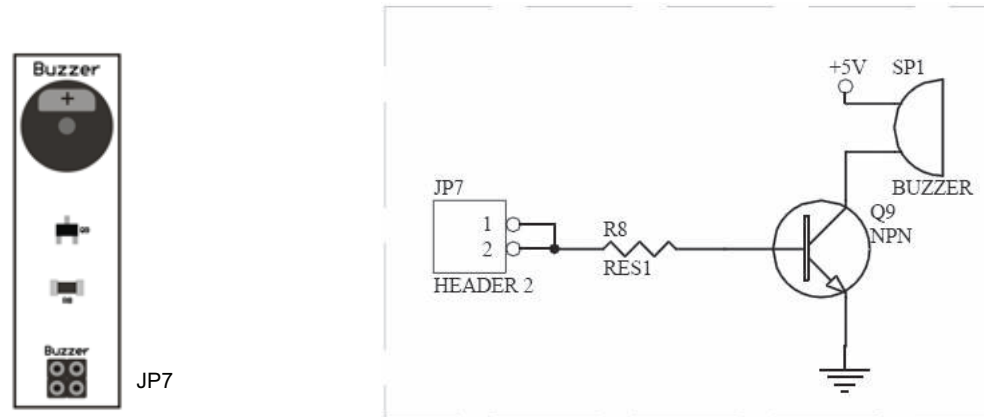 Buzzer
+
Buzzer
JP7
+5V SP1
BUZZER
JP7
1
2
HEADER 2
R8
RES1
Q9
NPN